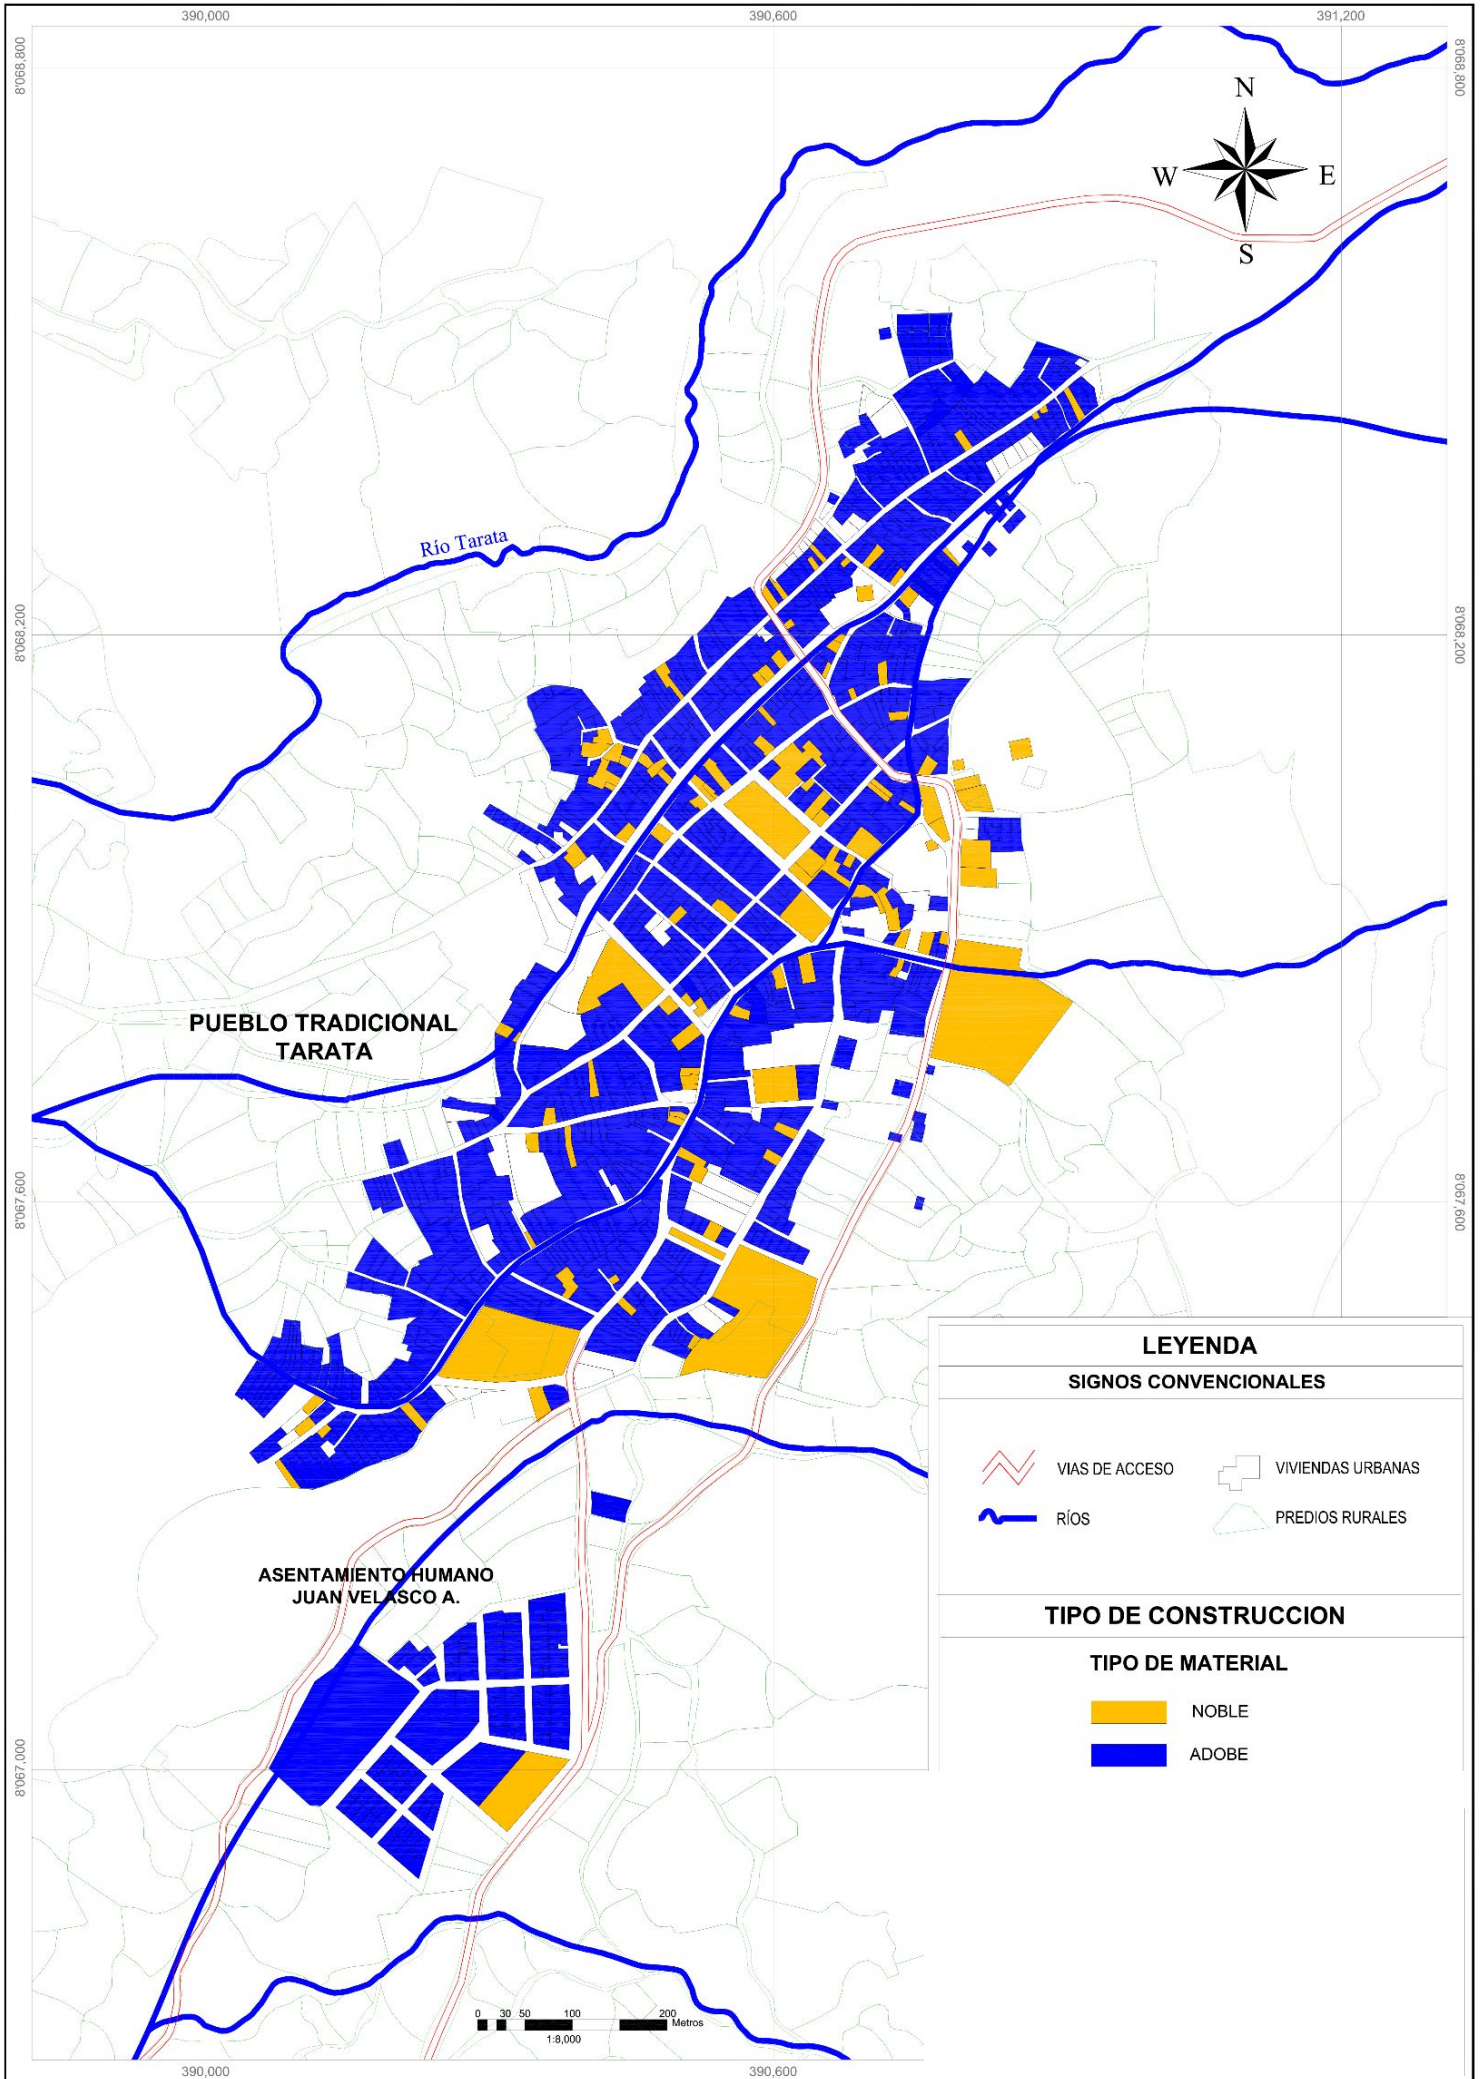 390,000
390,600
391,200
8'068,800
8'068,800
N
W
E
S
Río Tarata
8'068,200
8'068,200
PUEBLO TRADICIONAL
TARATA
8'067,600
8'067,600
LEYENDA
SIGNOS CONVENCIONALES
VIAS DE ACCESO
VIVIENDAS URBANAS
RÍOS
PREDIOS RURALES
ASENTAMIENTO HUMANO
JUAN VELASCO A.
TIPO DE CONSTRUCCION
TIPO DE MATERIAL
NOBLE
ADOBE
8'067,000
0 30 50 100 200
Metros
1:8,000
390,000
390,600